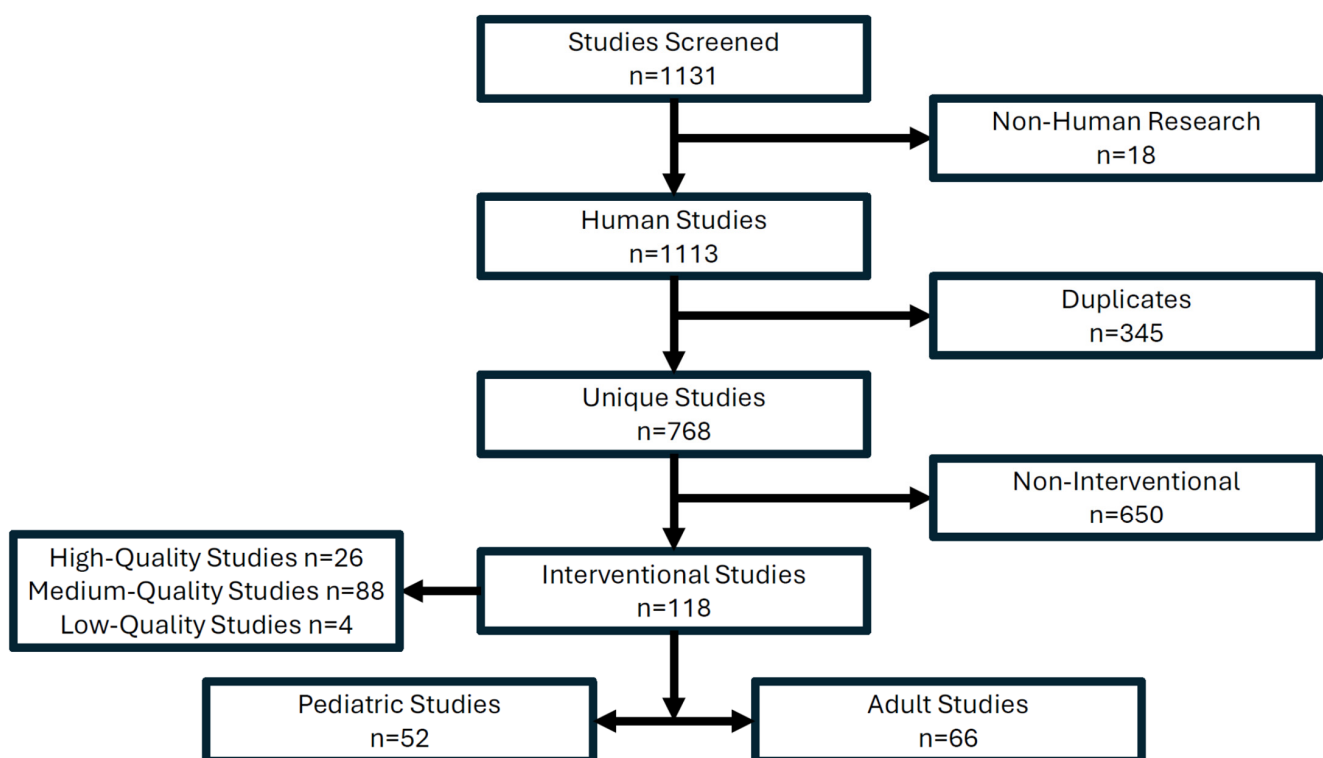 Studies Screened
n=1131
Non-Human Research
n=18
Human Studies
n=1113
Duplicates
n=345
Unique Studies
n=768
Non-Interventional
n=650
High-Quality Studies n=26
Medium-Quality Studies n=88
Low-Quality Studies n=4
Interventional Studies
n=118
Pediatric Studies
n=52
Adult Studies
n=66